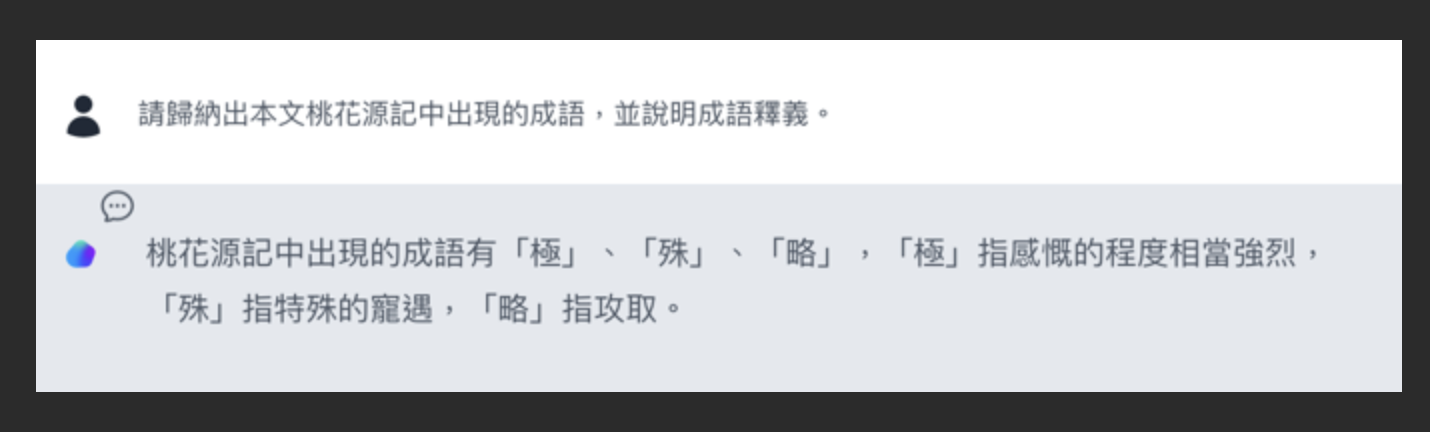 請歸納出本文桃花源記中出現的成語，並說明成語釋義。
桃花源記中出現的成語有「極」、「殊」、「略」，「極」指感慨的程度相當強烈，
「殊」指特殊的寵遇，「略」指攻取。